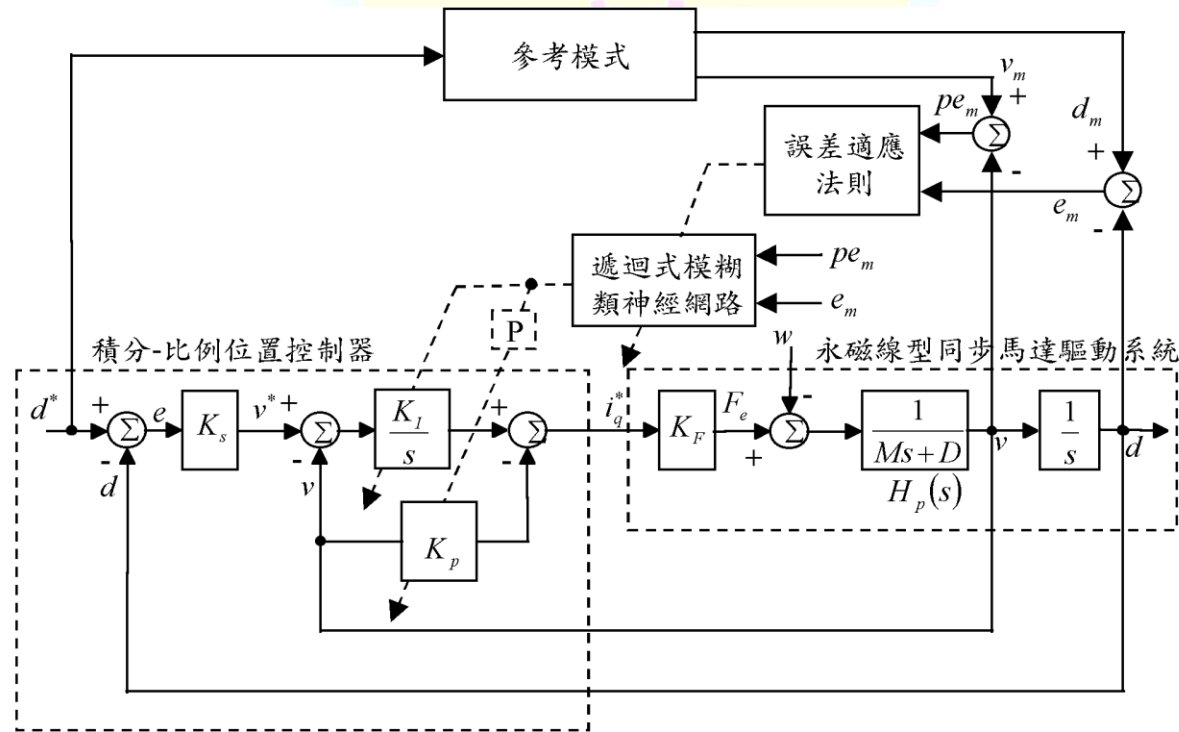 參考模式
v_m
+
pe_m
Σ
d_m
+
誤差適應
法則
-
e_m
Σ
-
遞迴式模糊
類神經網路
pe_m
e_m
P
積分-比例位置控制器
w
永磁線型同步馬達驅動系統
d^*
+
Σ
e
K_s
v^*
+
Σ
K_I
s
+
Σ
i_q^*
K_F
F_e
-
+
Σ
1
Ms+D
v
1
s
d
-
d
-
v
-
H_p(s)
K_p